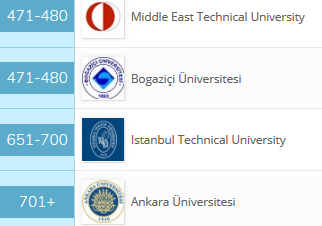 471-480
Middle East Technical University
471-480
Bogaziçi Üniversitesi
651-700
Istanbul Technical University
701+
Ankara Üniversitesi